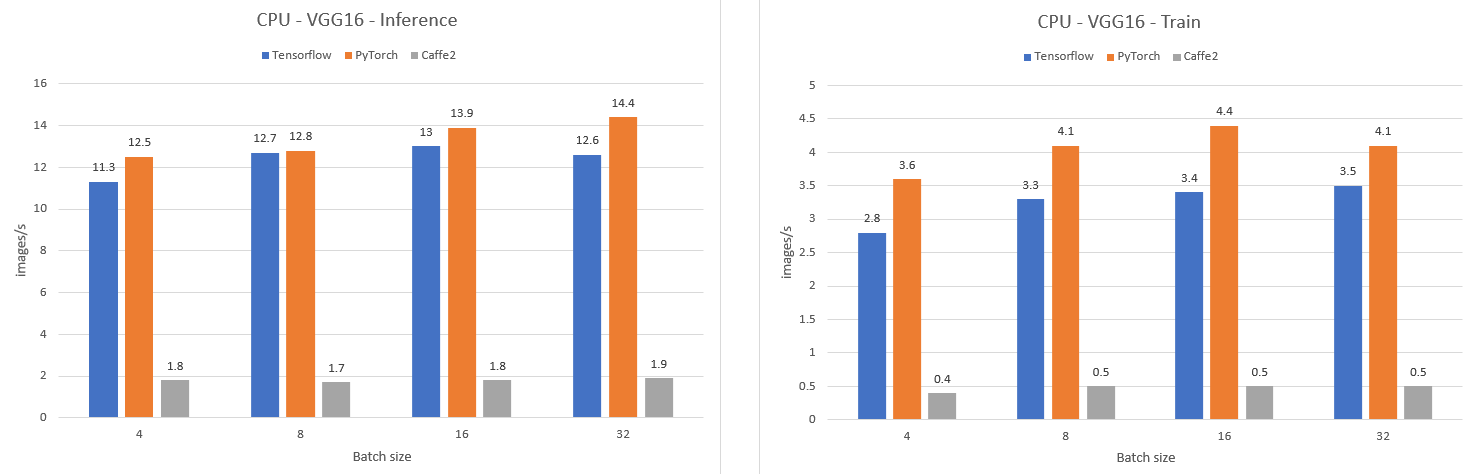 CPU - VGG16 - Inference
Tensorflow PyTorch Caffe2
16
14
12
10
8
6
4
2
0
images/s
11.3 12.5 1.8
12.7 12.8 1.7
13 13.9 1.8
12.6 14.4 1.9
4 8 16 32
Batch size
CPU - VGG16 - Train
Tensorflow PyTorch Caffe2
5
4.5
4
3.5
3
2.5
2
1.5
1
0.5
0
images/s
2.8 3.6 0.4
3.3 4.1 0.5
3.4 4.4 0.5
3.5 4.1 0.5
4 8 16 32
Batch size